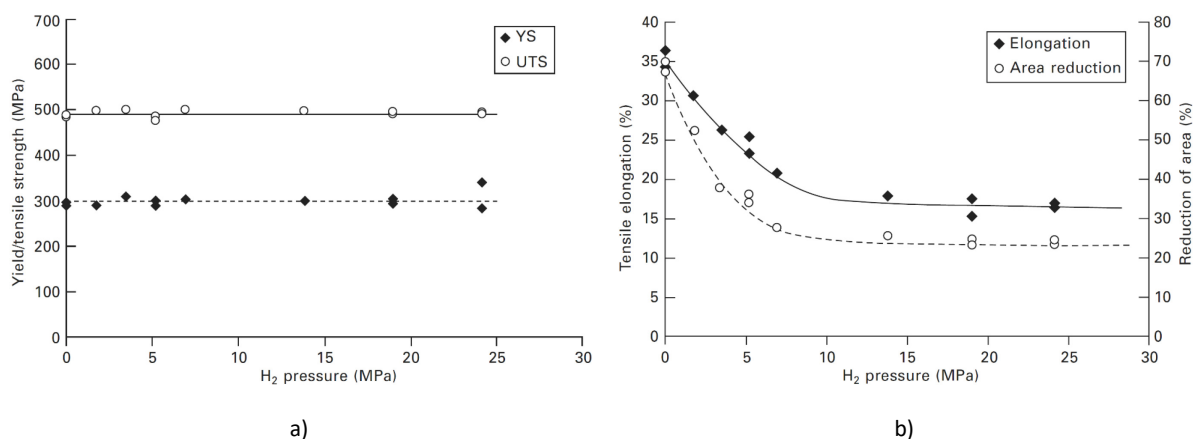 700
600
500
400
300
200
100
0
Yield/tensile strength (MPa)
0 5 10 15 20 25 30
H₂ pressure (MPa)
YS
UTS
a)
40
35
30
25
20
15
10
5
0
Tensile elongation (%)
80
70
60
50
40
30
20
10
0
Reduction of area (%)
0 5 10 15 20 25 30
H₂ pressure (MPa)
Elongation
Area reduction
b)